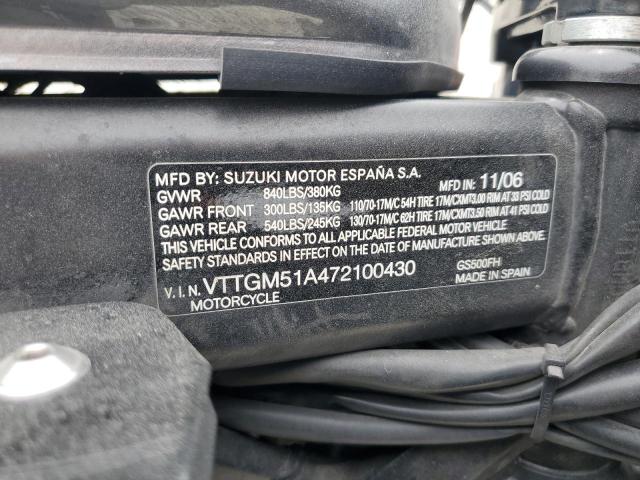 MFD BY: SUZUKI MOTOR ESPAÑA S.A. MFD IN: 11/06
GVWR 840LBS/380KG
GAWR FRONT 300LBS/135KG 110/70-17M/C 54H TIRE 17M/CXMT3.00 RIM AT 33 PSI COLD
GAWR REAR 540LBS/245KG 130/70-17M/C 62H TIRE 17M/CXMT3.50 RIM AT 41 PSI COLD
THIS VEHICLE CONFORMS TO ALL APPLICABLE FEDERAL MOTOR VEHICLE
SAFETY STANDARDS IN EFFECT ON THE DATE OF MANUFACTURE SHOWN ABOVE.
V.I.N. VTTGM51A472100430 GS500FH
MOTORCYCLE MADE IN SPAIN